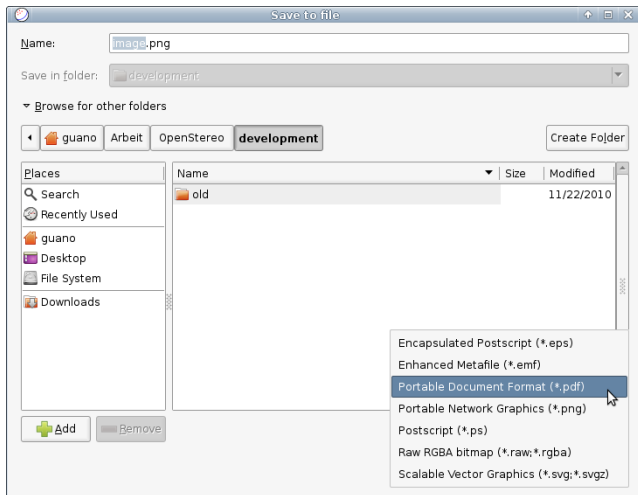 Save to file
Name: image.png
Save in folder: development
Browse for other folders
guano Arbeit OpenStereo development Create Folder
Places
Search
Recently Used
guano
Desktop
File System
Downloads
Name Size Modified
old 11/22/2010
Encapsulated Postscript (*.eps)
Enhanced Metafile (*.emf)
Portable Document Format (*.pdf)
Portable Network Graphics (*.png)
Postscript (*.ps)
Raw RGBA bitmap (*.raw;*.rgba)
Scalable Vector Graphics (*.svg;*.svgz)
Add Remove